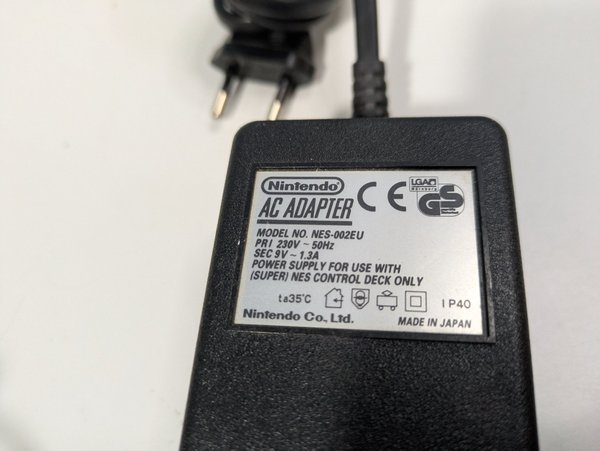 Nintendo
AC ADAPTER
LGA
Nürnberg
GS
MODEL NO. NES-002EU
PRI 230V ~ 50Hz
SEC 9V ~ 1.3A
POWER SUPPLY FOR USE WITH
(SUPER) NES CONTROL DECK ONLY
ta35°C
IP40
Nintendo Co., Ltd.
MADE IN JAPAN